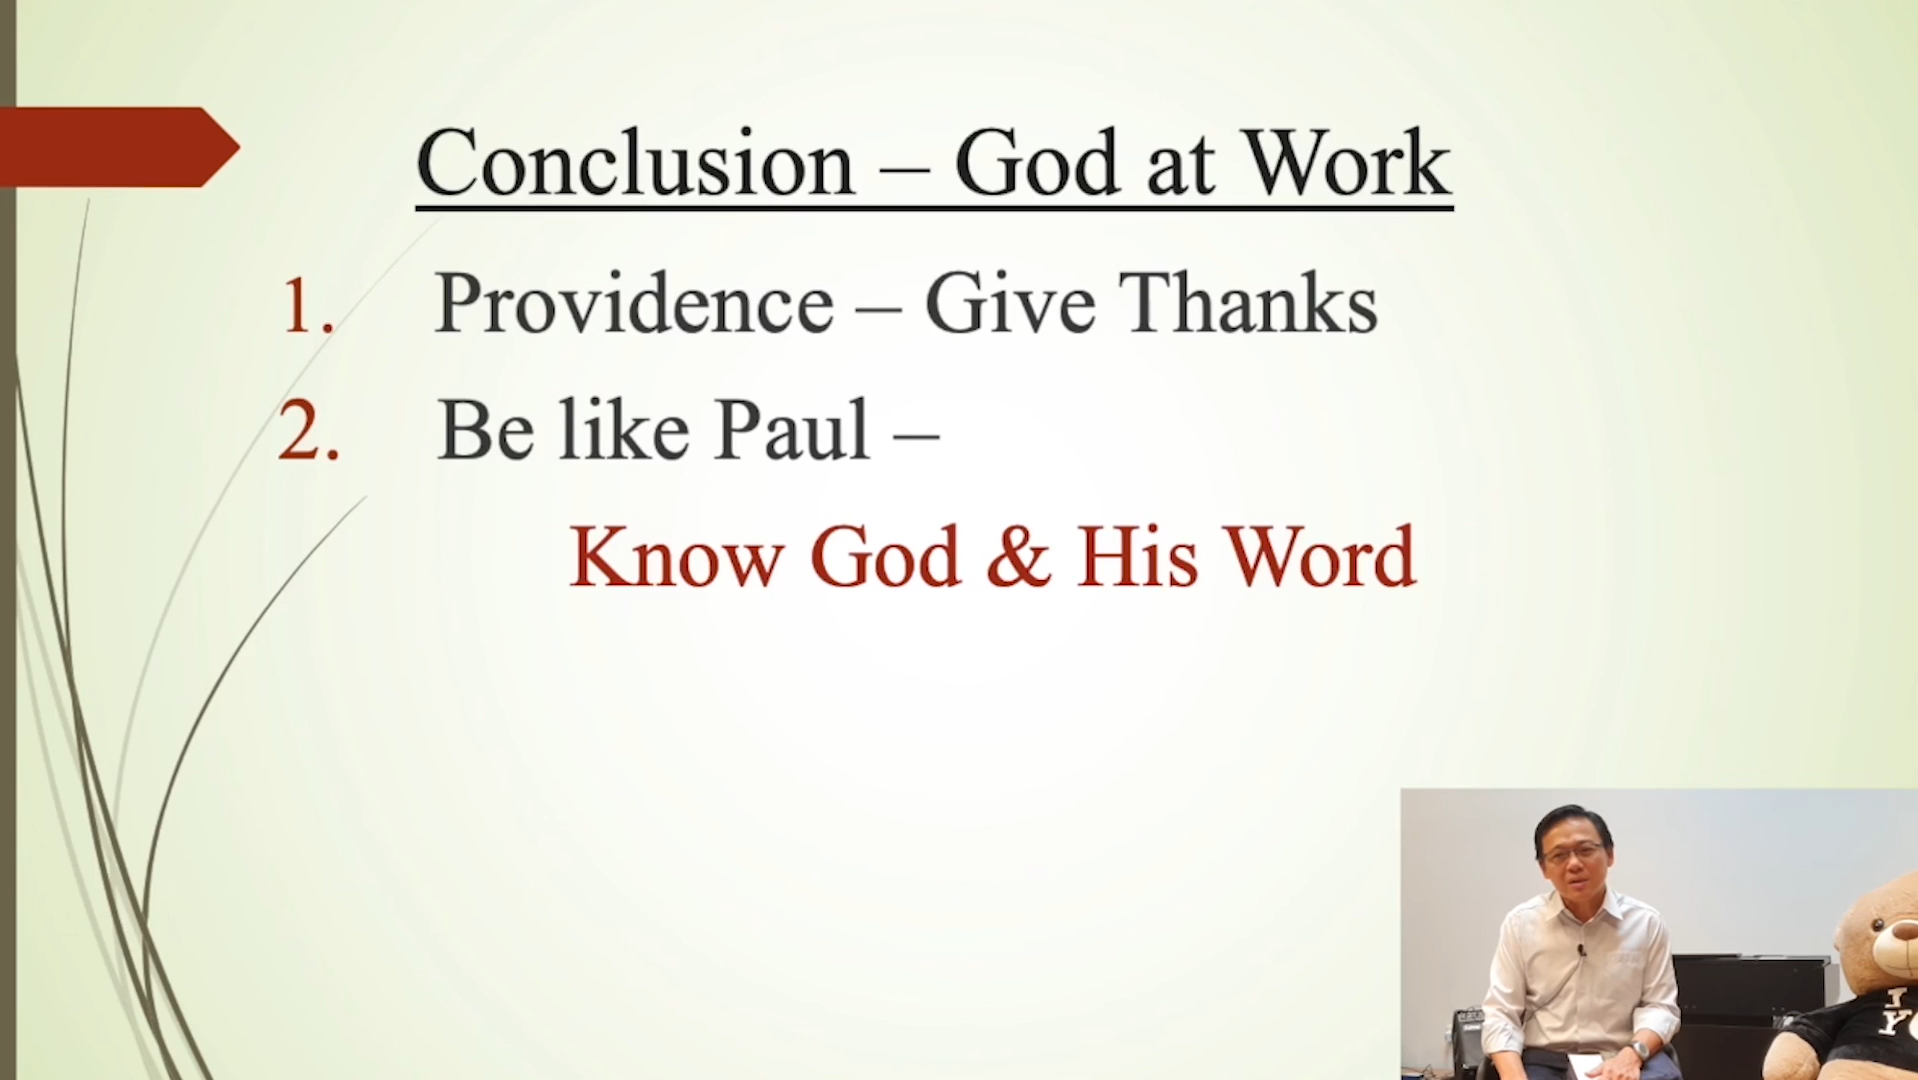 Conclusion – God at Work
1. Providence – Give Thanks
2. Be like Paul –
Know God & His Word
I
Y